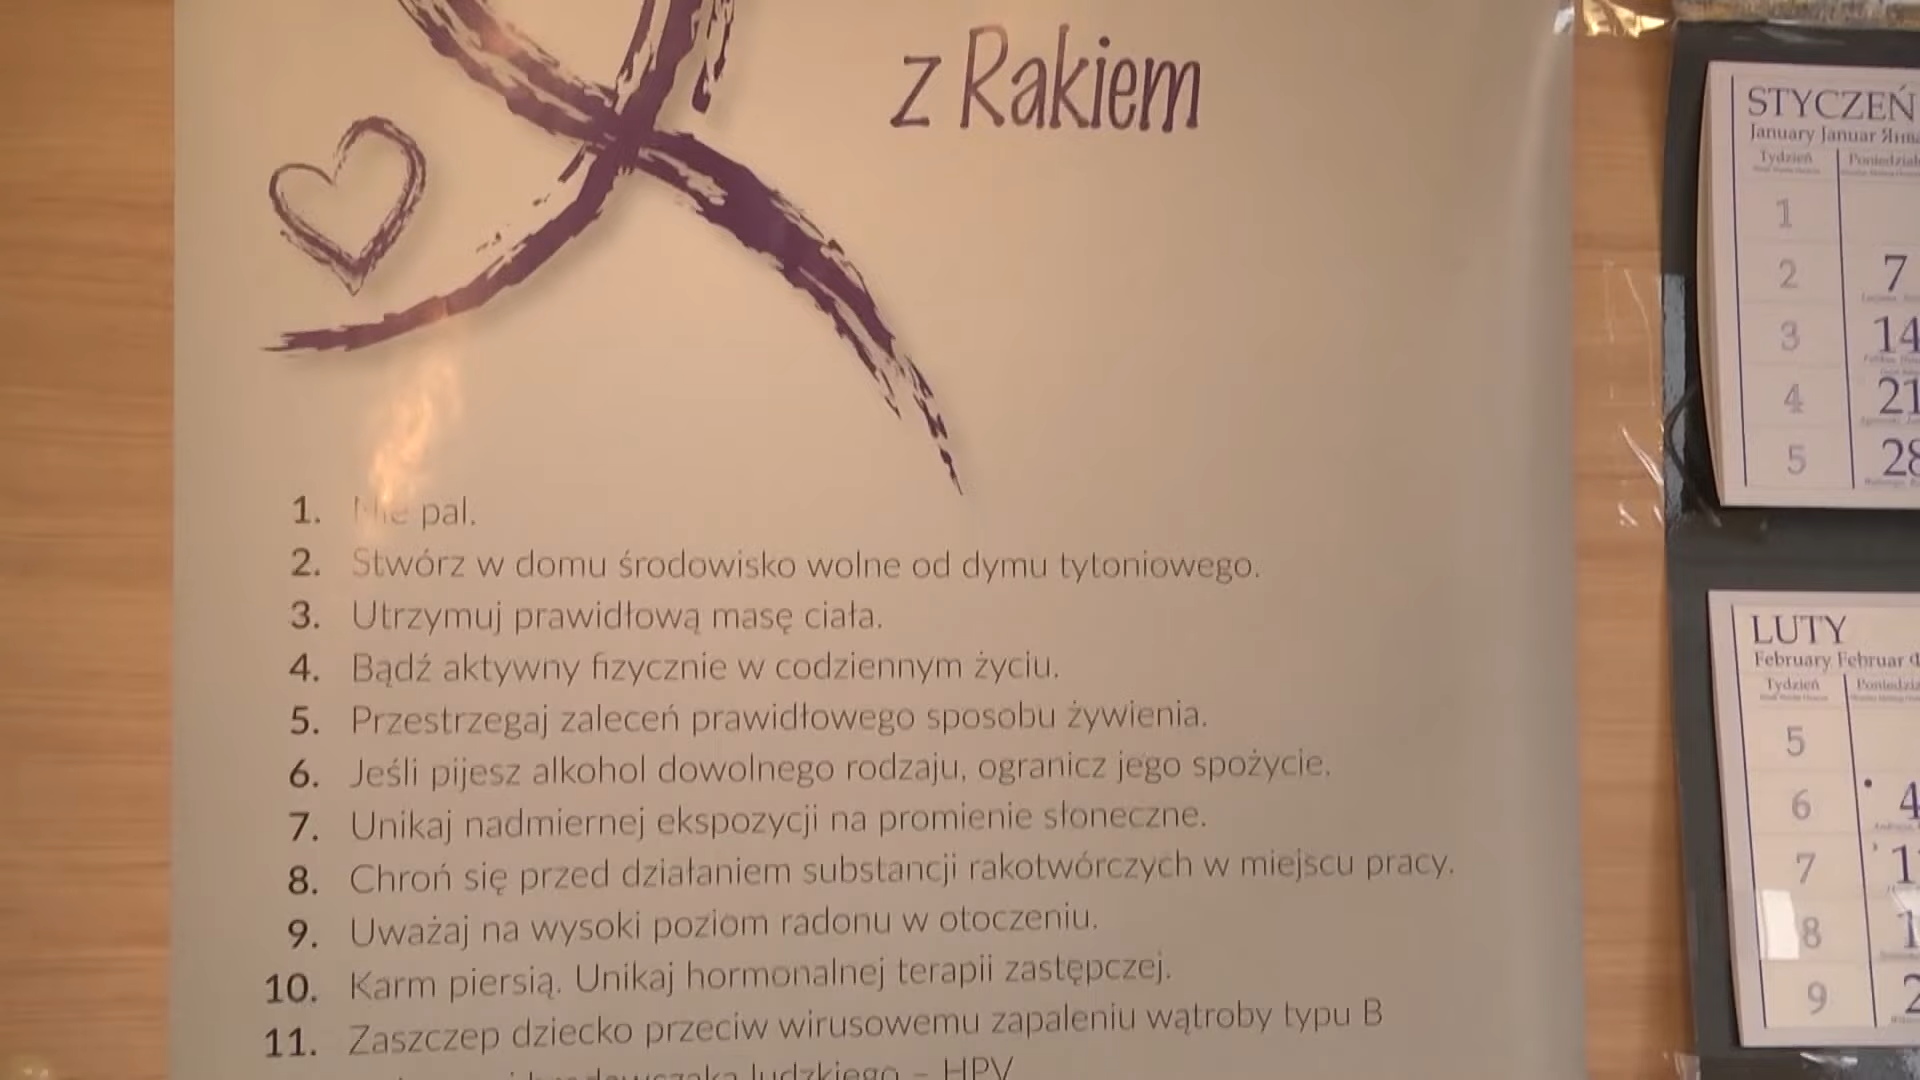 z Rakiem
1. Nie pal.
2. Stwórz w domu środowisko wolne od dymu tytoniowego.
3. Utrzymuj prawidłową masę ciała.
4. Bądź aktywny fizycznie w codziennym życiu.
5. Przestrzegaj zaleceń prawidłowego sposobu żywienia.
6. Jeśli pijesz alkohol dowolnego rodzaju, ogranicz jego spożycie.
7. Unikaj nadmiernej ekspozycji na promienie słoneczne.
8. Chroń się przed działaniem substancji rakotwórczych w miejscu pracy.
9. Uważaj na wysoki poziom radonu w otoczeniu.
10. Karm piersią. Unikaj hormonalnej terapii zastępczej.
11. Zaszczep dziecko przeciw wirusowemu zapaleniu wątroby typu B
ludzkiego – HPV
STYCZEŃ
January Januar
Tydzień
1
2 7
3 14
4 21
5 28
LUTY
February Februar
Tydzień
5
6 4
7
8
9